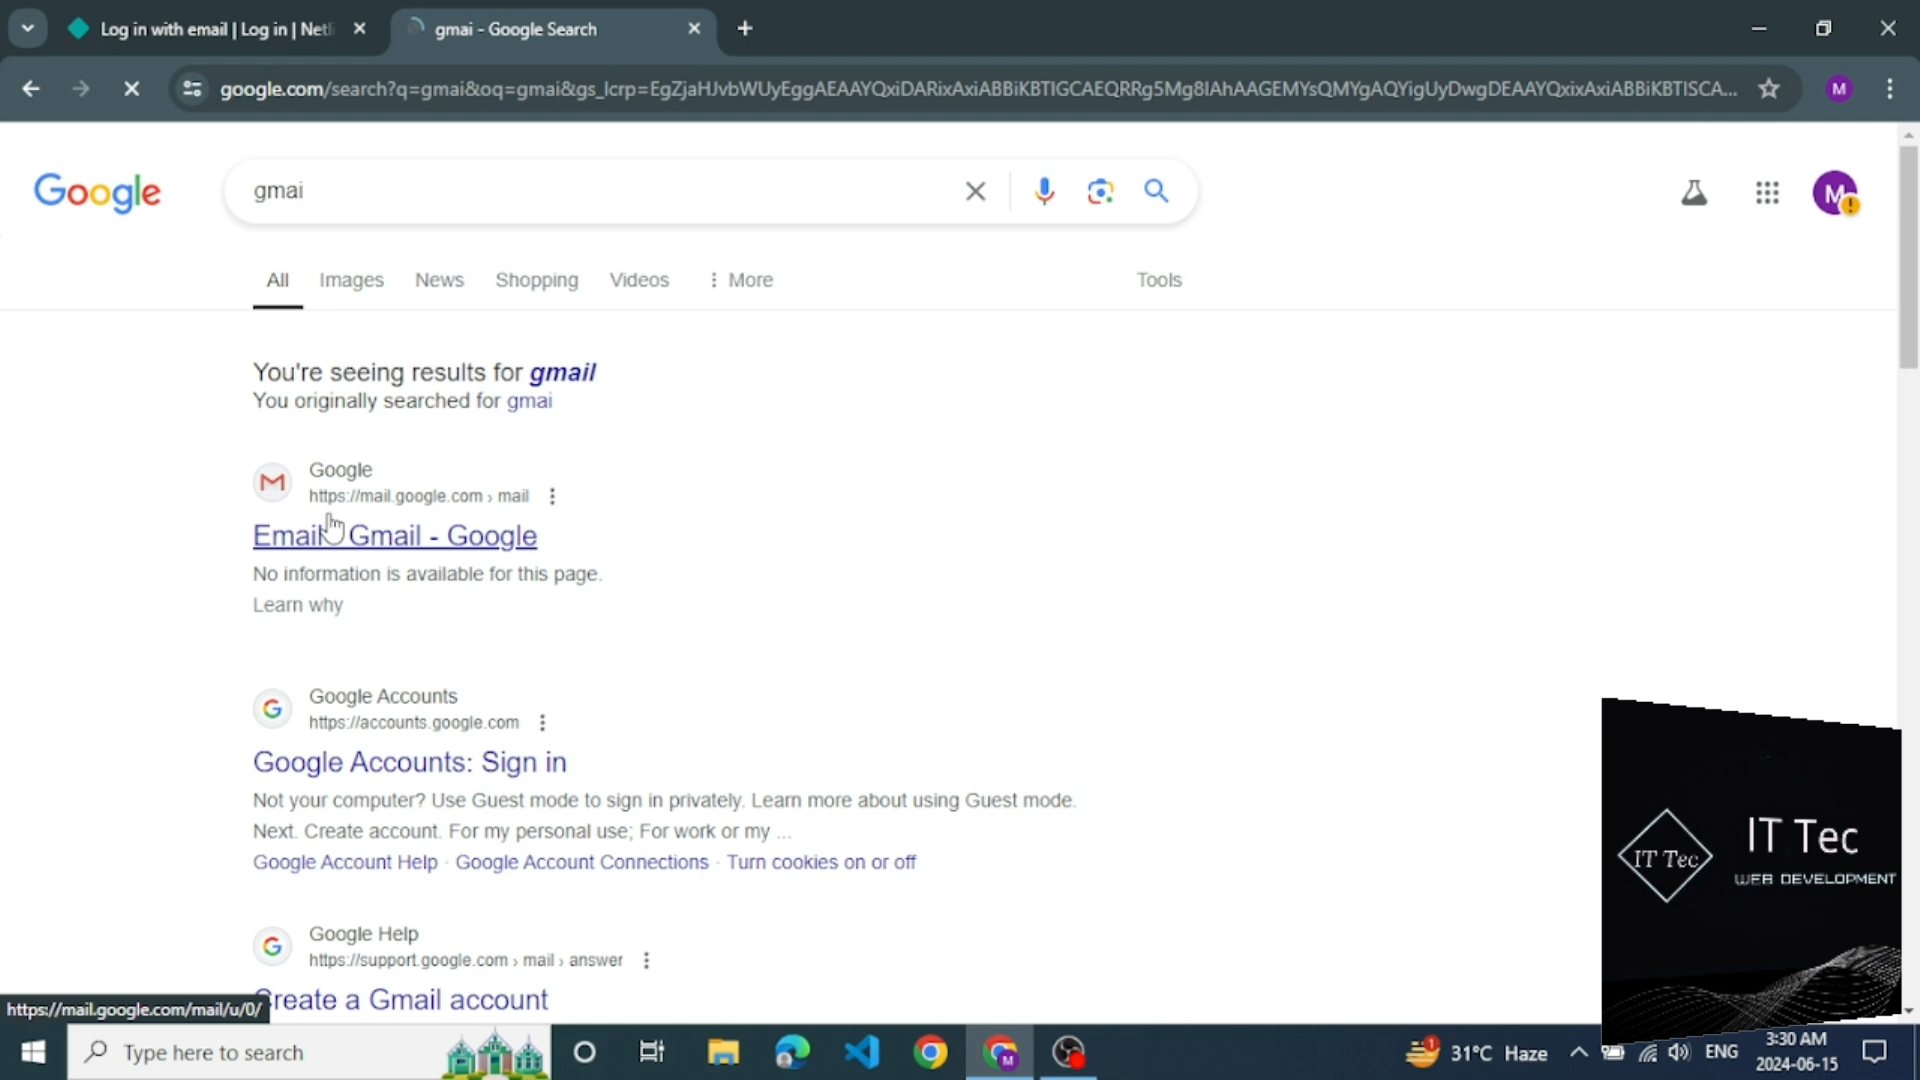 Log in with email | Log in | Netli
gmai - Google Search
google.com/search?q=gmai&oq=gmai&gs_lcrp=EgZjaHJvbWUyEggAEAAYQxiDARixAxiABBiKBTIGCAEQRRg5Mg8IAhAAGEMYsQMYgAQYigUyDwgDEAAYQxixAxiABBiKBTISCA...
M
Google
gmai
M
All
Images
News
Shopping
Videos
More
Tools
You're seeing results for gmail
You originally searched for gmai
Google
https://mail.google.com › mail
Email Gmail - Google
No information is available for this page.
Learn why
Google Accounts
https://accounts.google.com
Google Accounts: Sign in
Not your computer? Use Guest mode to sign in privately. Learn more about using Guest mode.
Next. Create account. For my personal use; For work or my ...
Google Account Help · Google Account Connections · Turn cookies on or off
Google Help
https://support.google.com › mail › answer
Create a Gmail account
https://mail.google.com/mail/u/0/
IT Tec
IT Tec
WEB DEVELOPMENT
Type here to search
M
1
31°C Haze
ENG
3:30 AM
2024-06-15